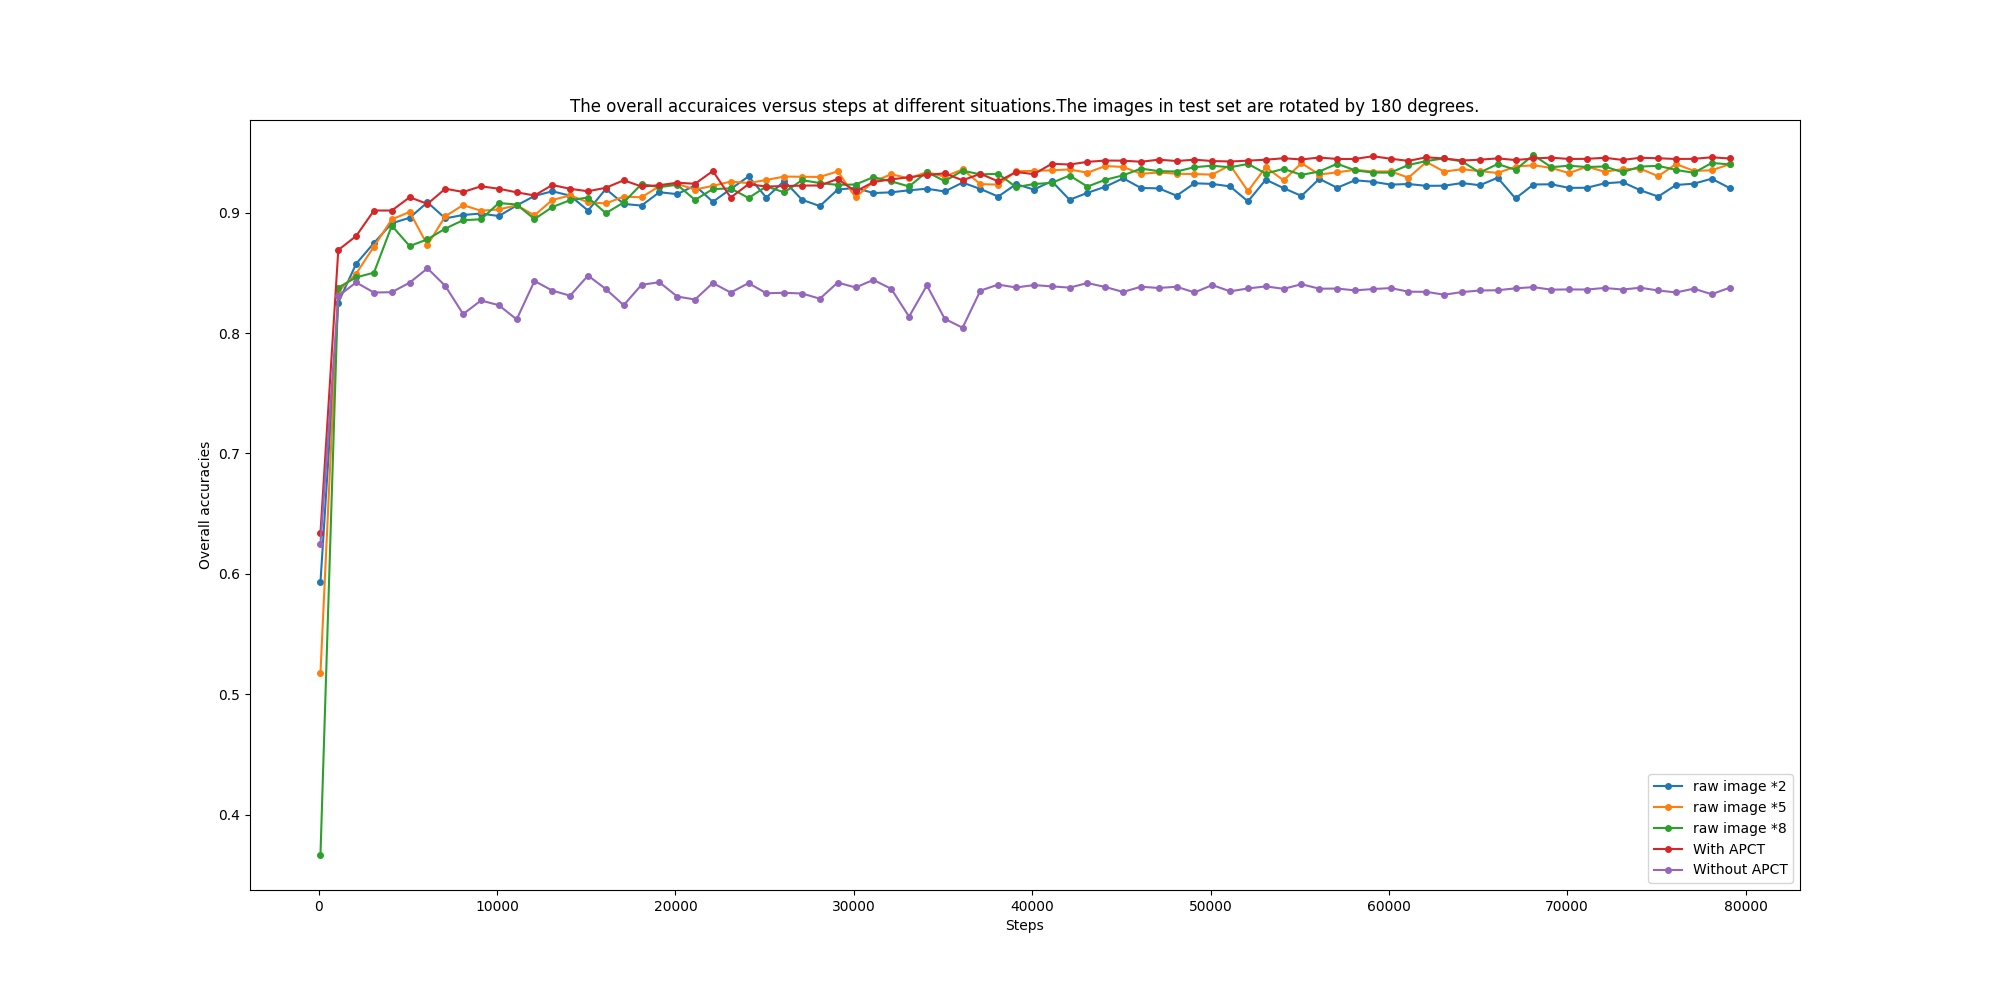 The overall accuraices versus steps at different situations.The images in test set are rotated by 180 degrees.
Overall accuracies
0.9
0.8
0.7
0.6
0.5
0.4
0 10000 20000 30000 40000 50000 60000 70000 80000
Steps
raw image *2
raw image *5
raw image *8
With APCT
Without APCT